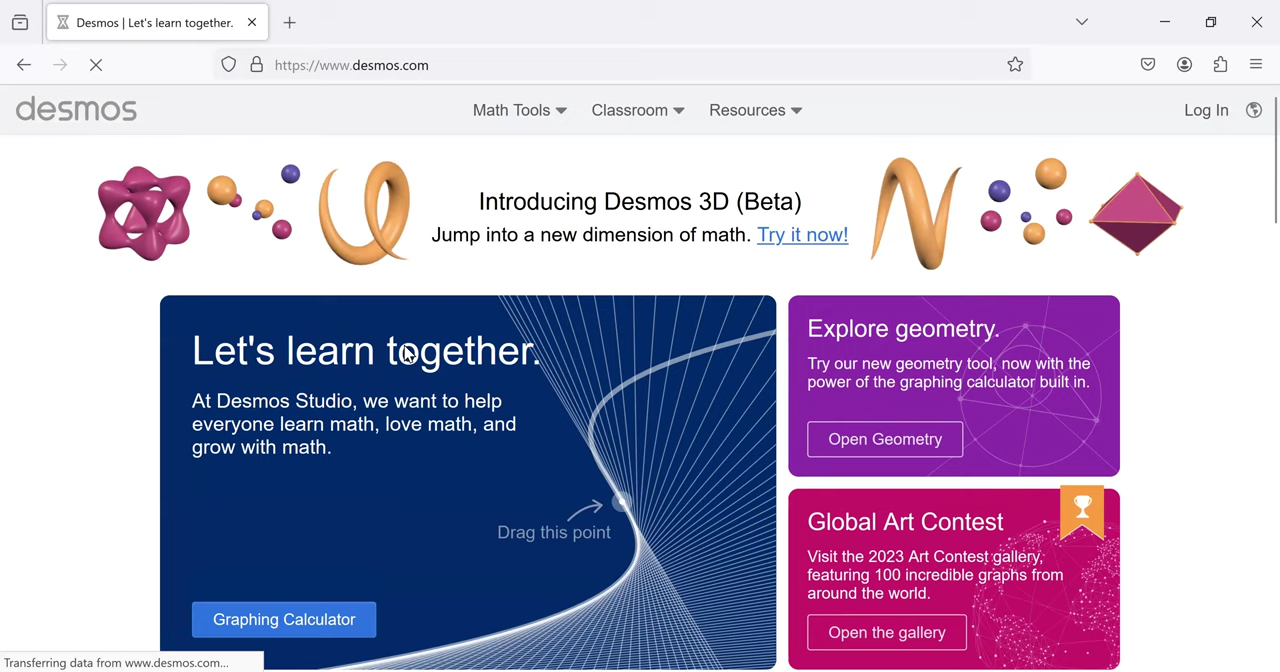 Desmos | Let's learn together.
https://www.desmos.com
desmos
Math Tools
Classroom
Resources
Log In
Introducing Desmos 3D (Beta)
Jump into a new dimension of math. Try it now!
Let's learn together.
At Desmos Studio, we want to help
everyone learn math, love math, and
grow with math.
Drag this point
Graphing Calculator
Explore geometry.
Try our new geometry tool, now with the
power of the graphing calculator built in.
Open Geometry
Global Art Contest
Visit the 2023 Art Contest gallery,
featuring 100 incredible graphs from
around the world.
Open the gallery
Transferring data from www.desmos.com...